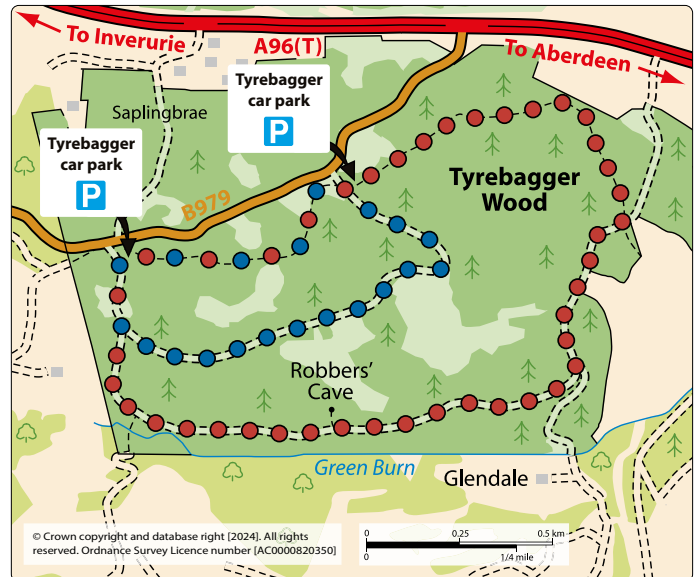 To Inverurie
A96(T)
To Aberdeen
Tyrebagger
car park
P
Saplingbrae
Tyrebagger
car park
P
B979
Tyrebagger
Wood
Robbers'
Cave
Green Burn
Glendale
© Crown copyright and database right [2024]. All rights
reserved. Ordnance Survey Licence number [AC0000820350]
0 0.25 0.5 km
0 1/4 mile